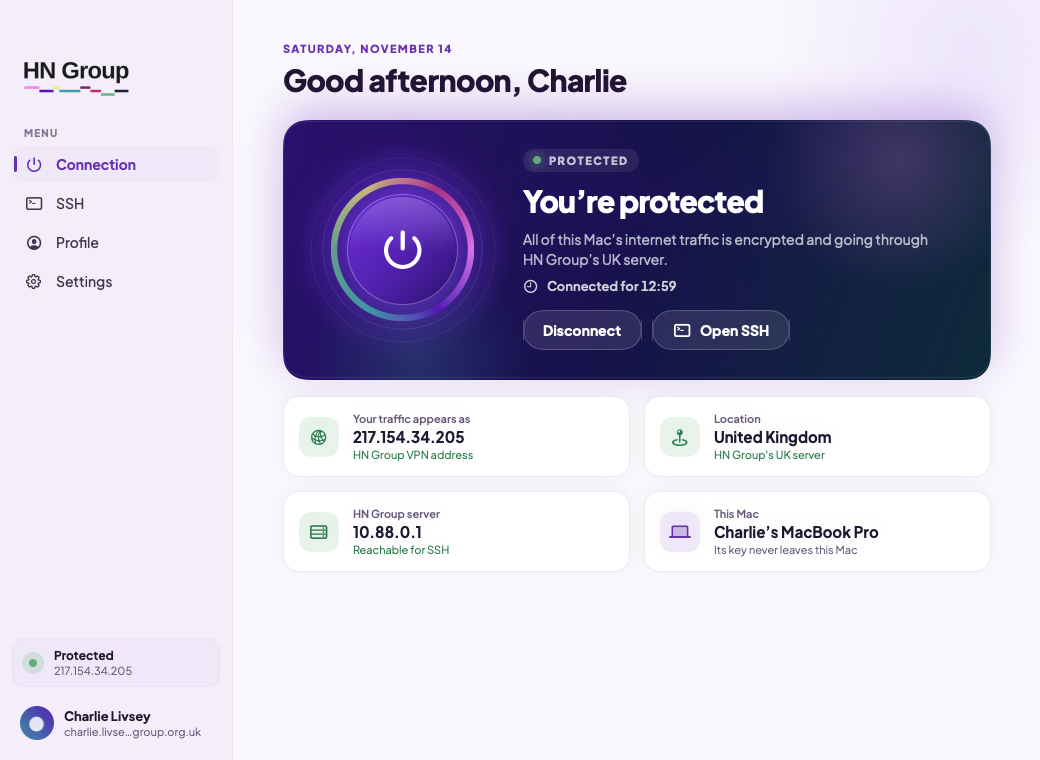 HN Group
MENU
Connection
SSH
Profile
Settings
Protected
217.154.34.205
Charlie Livsey
charlie.livse...group.org.uk
SATURDAY, NOVEMBER 14
Good afternoon, Charlie
PROTECTED
You’re protected
All of this Mac’s internet traffic is encrypted and going through
HN Group’s UK server.
Connected for 12:59
Disconnect
Open SSH
Your traffic appears as
217.154.34.205
HN Group VPN address
Location
United Kingdom
HN Group’s UK server
HN Group server
10.88.0.1
Reachable for SSH
This Mac
Charlie’s MacBook Pro
Its key never leaves this Mac